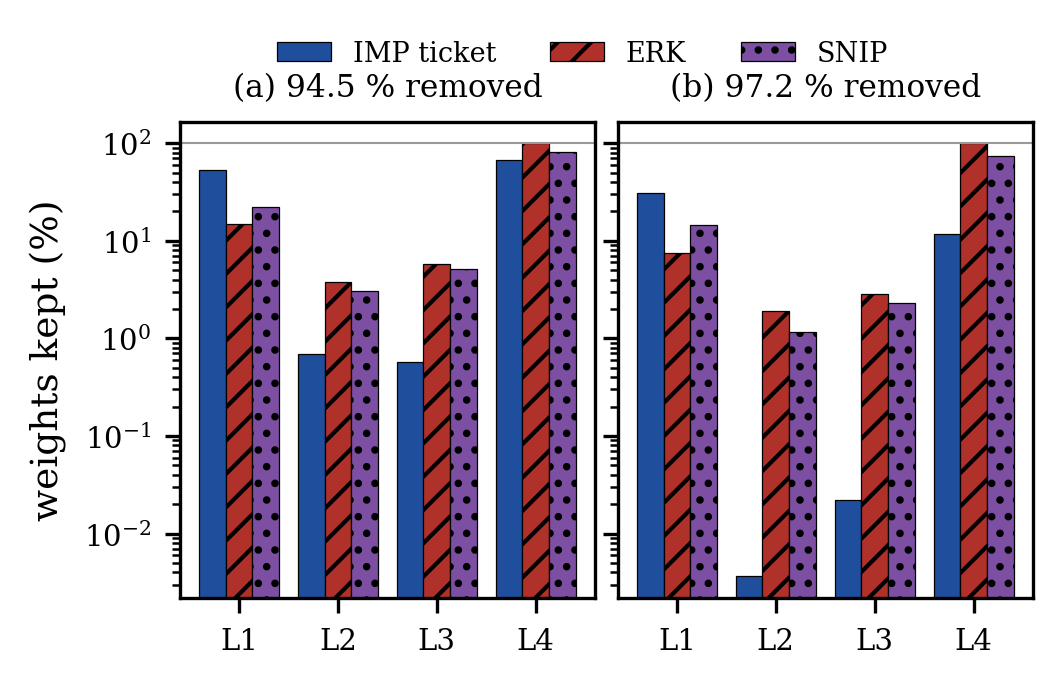 IMP ticket ERK SNIP
(a) 94.5 % removed (b) 97.2 % removed
weights kept (%)
10²
10¹
10⁰
10⁻¹
10⁻²
L1 L2 L3 L4 L1 L2 L3 L4